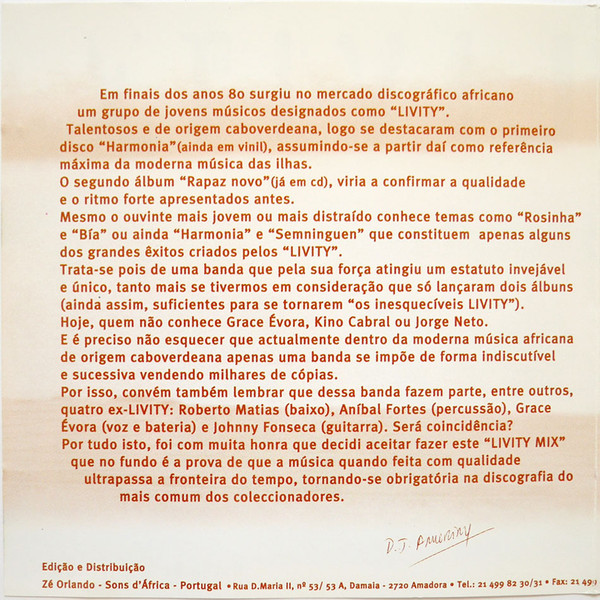 Em finais dos anos 80 surgiu no mercado discográfico africano
um grupo de jovens músicos designados como “LIVITY”.
Talentosos e de origem caboverdeana, logo se destacaram com o primeiro
disco “Harmonia”(ainda em vinil), assumindo-se a partir daí como referência
máxima da moderna música das ilhas.
O segundo álbum “Rapaz novo”(já em cd), viria a confirmar a qualidade
e o ritmo forte apresentados antes.
Mesmo o ouvinte mais jovem ou mais distraído conhece temas como “Rosinha”
e “Bía” ou ainda “Harmonia” e “Semninguen” que constituem apenas alguns
dos grandes êxitos criados pelos “LIVITY”.
Trata-se pois de uma banda que pela sua força atingiu um estatuto invejável
e único, tanto mais se tivermos em consideração que só lançaram dois álbuns
(ainda assim, suficientes para se tornarem “os inesquecíveis LIVITY”).
Hoje, quem não conhece Grace Évora, Kino Cabral ou Jorge Neto.
E é preciso não esquecer que actualmente dentro da moderna música africana
de origem caboverdeana apenas uma banda se impõe de forma indiscutível
e sucessiva vendendo milhares de cópias.
Por isso, convém também lembrar que dessa banda fazem parte, entre outros,
quatro ex-LIVITY: Roberto Matias (baixo), Aníbal Fortes (percussão), Grace
Évora (voz e bateria) e Johnny Fonseca (guitarra). Será coincidência?
Por tudo isto, foi com muita honra que decidi aceitar fazer este “LIVITY MIX”
que no fundo é a prova de que a música quando feita com qualidade
ultrapassa a fronteira do tempo, tornando-se obrigatória na discografia do
mais comum dos coleccionadores.
D.J.
Edição e Distribuição
Zé Orlando - Sons d'África - Portugal • Rua D.Maria II, nº 53/ 53 A, Damaia - 2720 Amadora • Tel.: 21 499 82 30/31 • Fax: 21 499